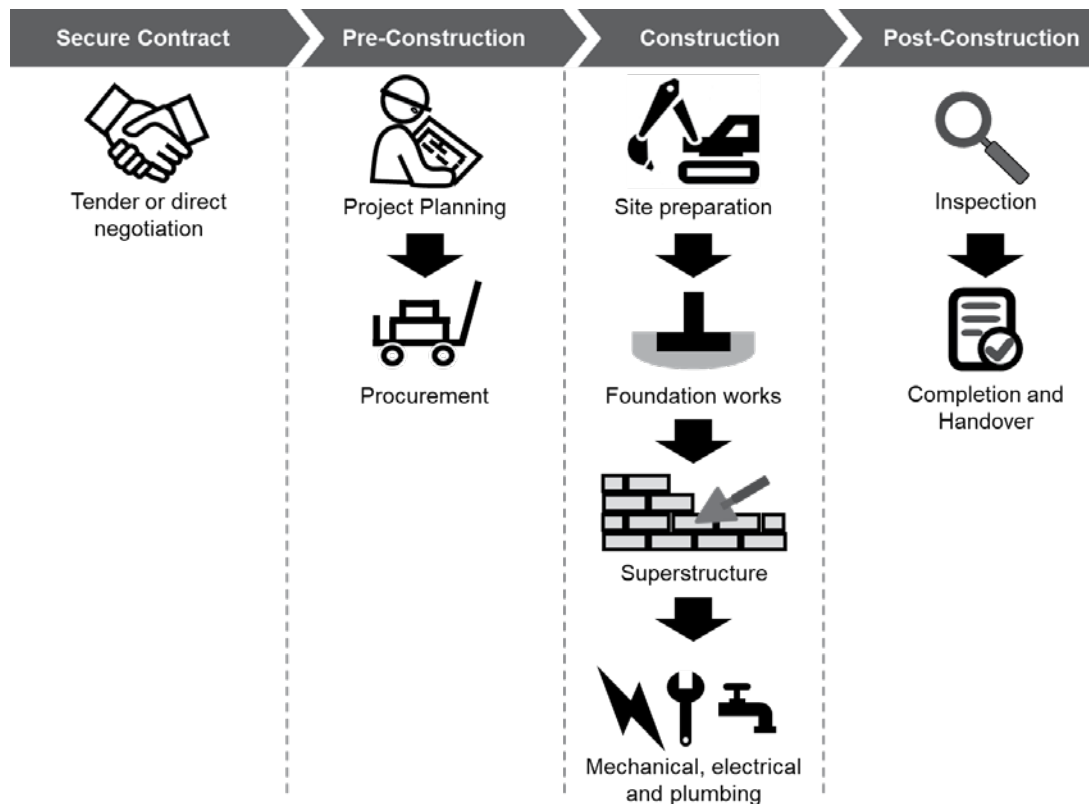 Secure Contract
Pre-Construction
Construction
Post-Construction
Tender or direct
negotiation
Project Planning
Procurement
Site preparation
Foundation works
Superstructure
Mechanical, electrical
and plumbing
Inspection
Completion and
Handover